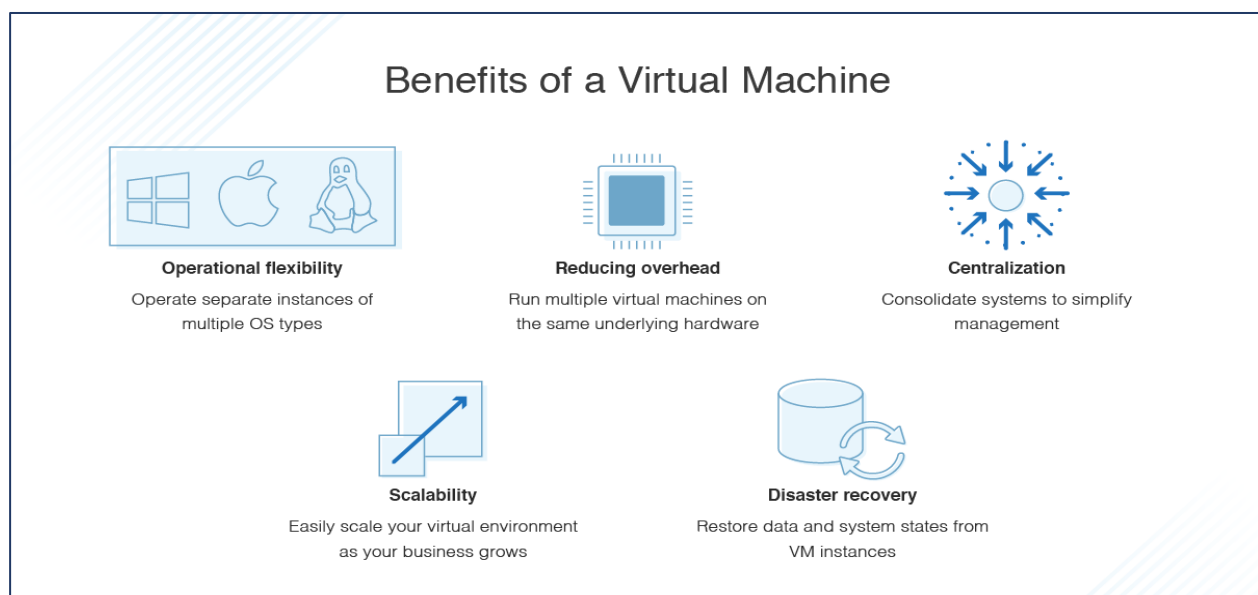 Benefits of a Virtual Machine
Operational flexibility
Operate separate instances of
multiple OS types
Reducing overhead
Run multiple virtual machines on
the same underlying hardware
Centralization
Consolidate systems to simplify
management
Scalability
Easily scale your virtual environment
as your business grows
Disaster recovery
Restore data and system states from
VM instances